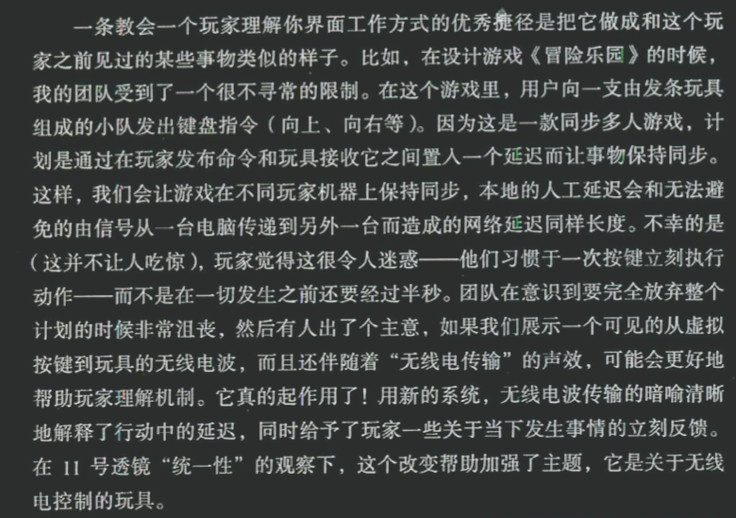 一条教会一个玩家理解你界面工作方式的优秀捷径是把它做成和这个玩
家之前见过的某些事物类似的样子。比如，在设计游戏《冒险乐园》的时候，
我的团队受到了一个很不寻常的限制。在这个游戏里，用户向一支由发条玩具
组成的小队发出键盘指令（向上、向右等）。因为这是一款同步多人游戏，计
划是通过在玩家发布命令和玩具接收它之间置人一个延迟而让事物保持同步。
这样，我们会让游戏在不同玩家机器上保持同步，本地的人工延迟会和无法避
免的由信号从一台电脑传递到另外一台而造成的网络延迟同样长度。不幸的是
（这并不让人吃惊），玩家觉得这很令人迷惑——他们习惯于一次按键立刻执行
动作——而不是在一切发生之前还要经过半秒。团队在意识到要完全放弃整个
计划的时候非常沮丧，然后有人出了个主意，如果我们展示一个可见的从虚拟
按键到玩具的无线电波，而且还伴随着“无线电传输”的声效，可能会更好地
帮助玩家理解机制。它真的起作用了！用新的系统，无线电波传输的暗喻清晰
地解释了行动中的延迟，同时给予了玩家一些关于当下发生事情的立刻反馈。
在 11 号透镜“统一性”的观察下，这个改变帮助加强了主题，它是关于无线
电控制的玩具。